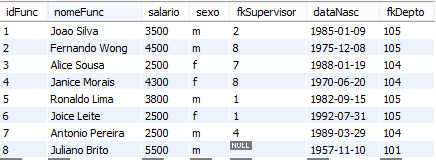 idFunc nomeFunc salario sexo fkSupervisor dataNasc fkDepto
1 Joao Silva 3500 m 2 1985-01-09 105
2 Fernando Wong 4500 m 8 1975-12-08 105
3 Alice Sousa 2500 f 7 1988-01-19 104
4 Janice Morais 4300 f 8 1970-06-20 104
5 Ronaldo Lima 3800 m 1 1982-09-15 105
6 Joice Leite 2500 f 1 1992-07-31 105
7 Antonio Pereira 2500 m 4 1989-03-29 104
8 Juliano Brito 5500 m NULL 1957-11-10 101